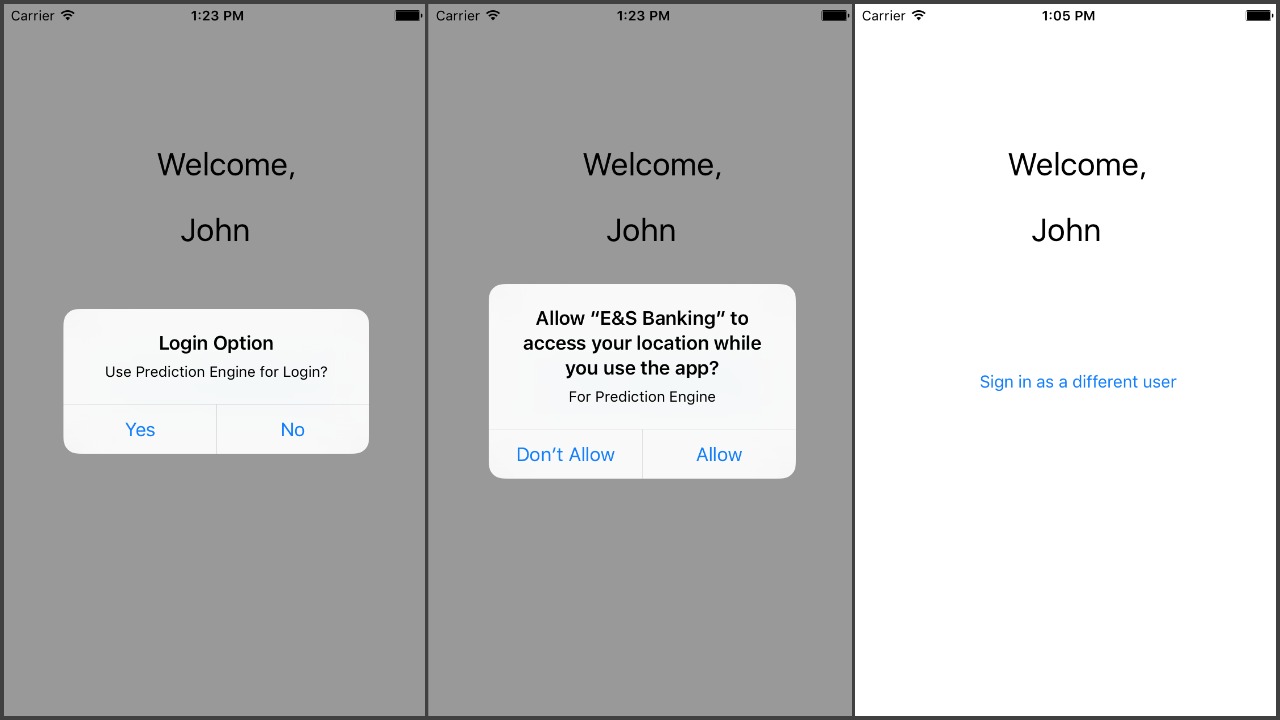 Carrier 1:23 PM
Welcome,
John
Login Option
Use Prediction Engine for Login?
Yes No
Carrier 1:23 PM
Welcome,
John
Allow “E&S Banking” to
access your location while
you use the app?
For Prediction Engine
Don’t Allow Allow
Carrier 1:05 PM
Welcome,
John
Sign in as a different user